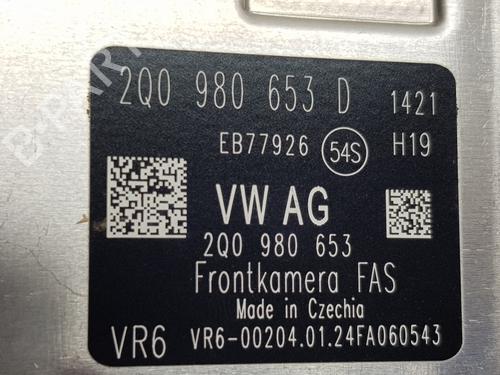 2Q0 980 653 D 1421
EB77926 54S H19
VW AG
2Q0 980 653
Frontkamera FAS
Made in Czechia
VR6 VR6-00204.01.24FA060543